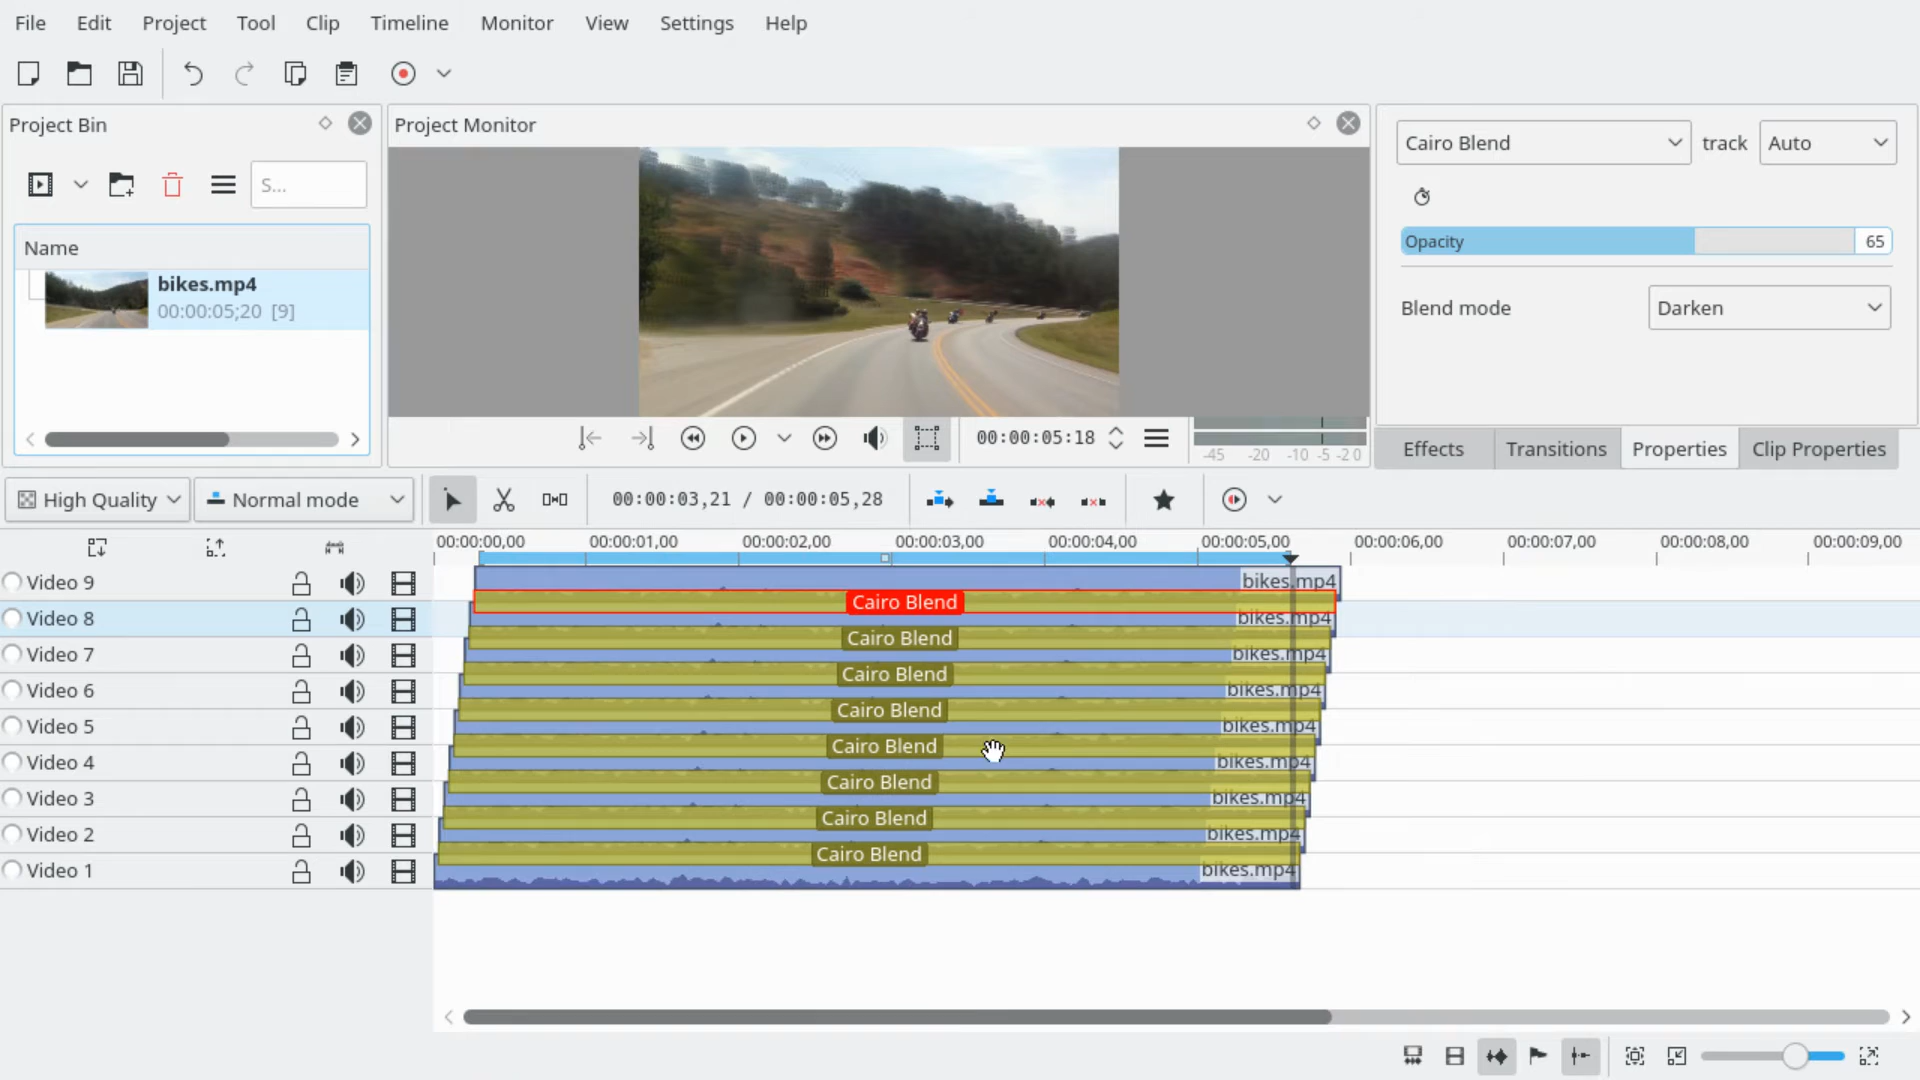 File Edit Project Tool Clip Timeline Monitor View Settings Help
Project Bin
S...
Name
bikes.mp4
00:00:05;20 [9]
Project Monitor
00:00:05:18
-45 -20 -10 -5 -2 0
Cairo Blend track Auto
Opacity 65
Blend mode Darken
Effects Transitions Properties Clip Properties
High Quality Normal mode 00:00:03,21 / 00:00:05,28
00:00:00,00 00:00:01,00 00:00:02,00 00:00:03,00 00:00:04,00 00:00:05,00 00:00:06,00 00:00:07,00 00:00:08,00 00:00:09,00
Video 9 bikes.mp4
Cairo Blend
Video 8 bikes.mp4
Cairo Blend
Video 7 bikes.mp4
Cairo Blend
Video 6 bikes.mp4
Cairo Blend
Video 5 bikes.mp4
Cairo Blend
Video 4 bikes.mp4
Cairo Blend
Video 3 bikes.mp4
Cairo Blend
Video 2 bikes.mp4
Cairo Blend
Video 1 bikes.mp4